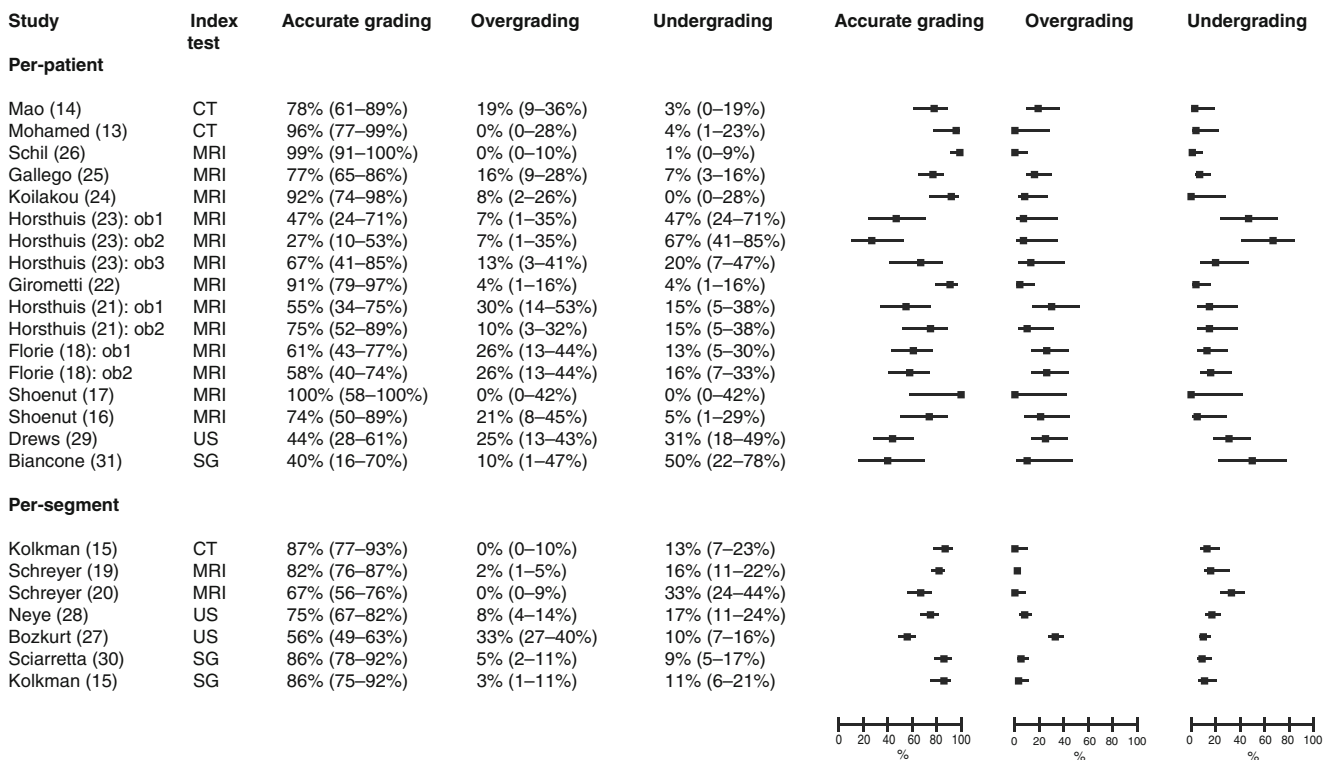 Study Index test Accurate grading Overgrading Undergrading Accurate grading Overgrading Undergrading
Per-patient
Mao (14) CT 78% (61–89%) 19% (9–36%) 3% (0–19%)
Mohamed (13) CT 96% (77–99%) 0% (0–28%) 4% (1–23%)
Schil (26) MRI 99% (91–100%) 0% (0–10%) 1% (0–9%)
Gallego (25) MRI 77% (65–86%) 16% (9–28%) 7% (3–16%)
Koilakou (24) MRI 92% (74–98%) 8% (2–26%) 0% (0–28%)
Horsthuis (23): ob1 MRI 47% (24–71%) 7% (1–35%) 47% (24–71%)
Horsthuis (23): ob2 MRI 27% (10–53%) 7% (1–35%) 67% (41–85%)
Horsthuis (23): ob3 MRI 67% (41–85%) 13% (3–41%) 20% (7–47%)
Girometti (22) MRI 91% (79–97%) 4% (1–16%) 4% (1–16%)
Horsthuis (21): ob1 MRI 55% (34–75%) 30% (14–53%) 15% (5–38%)
Horsthuis (21): ob2 MRI 75% (52–89%) 10% (3–32%) 15% (5–38%)
Florie (18): ob1 MRI 61% (43–77%) 26% (13–44%) 13% (5–30%)
Florie (18): ob2 MRI 58% (40–74%) 26% (13–44%) 16% (7–33%)
Shoenut (17) MRI 100% (58–100%) 0% (0–42%) 0% (0–42%)
Shoenut (16) MRI 74% (50–89%) 21% (8–45%) 5% (1–29%)
Drews (29) US 44% (28–61%) 25% (13–43%) 31% (18–49%)
Biancone (31) SG 40% (16–70%) 10% (1–47%) 50% (22–78%)
Per-segment
Kolkman (15) CT 87% (77–93%) 0% (0–10%) 13% (7–23%)
Schreyer (19) MRI 82% (76–87%) 2% (1–5%) 16% (11–22%)
Schreyer (20) MRI 67% (56–76%) 0% (0–9%) 33% (24–44%)
Neye (28) US 75% (67–82%) 8% (4–14%) 17% (11–24%)
Bozkurt (27) US 56% (49–63%) 33% (27–40%) 10% (7–16%)
Sciarretta (30) SG 86% (78–92%) 5% (2–11%) 9% (5–17%)
Kolkman (15) SG 86% (75–92%) 3% (1–11%) 11% (6–21%)
0 20 40 60 80 100 0 20 40 60 80 100 0 20 40 60 80 100
% % %